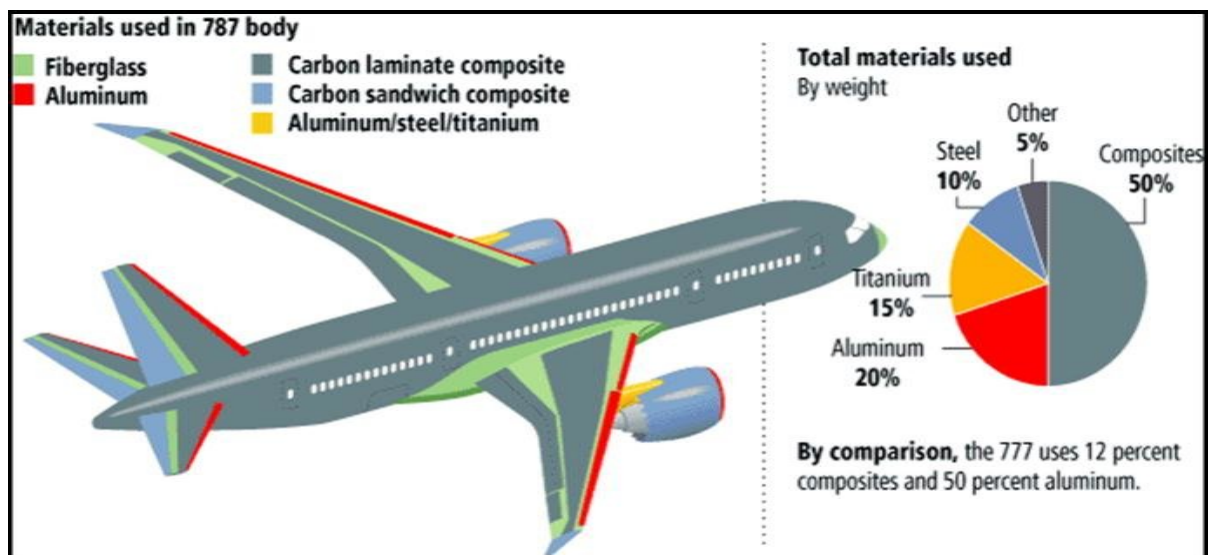 Materials used in 787 body
Fiberglass
Aluminum
Carbon laminate composite
Carbon sandwich composite
Aluminum/steel/titanium
Total materials used
By weight
Other
5%
Steel
10%
Composites
50%
Titanium
15%
Aluminum
20%
By comparison, the 777 uses 12 percent
composites and 50 percent aluminum.